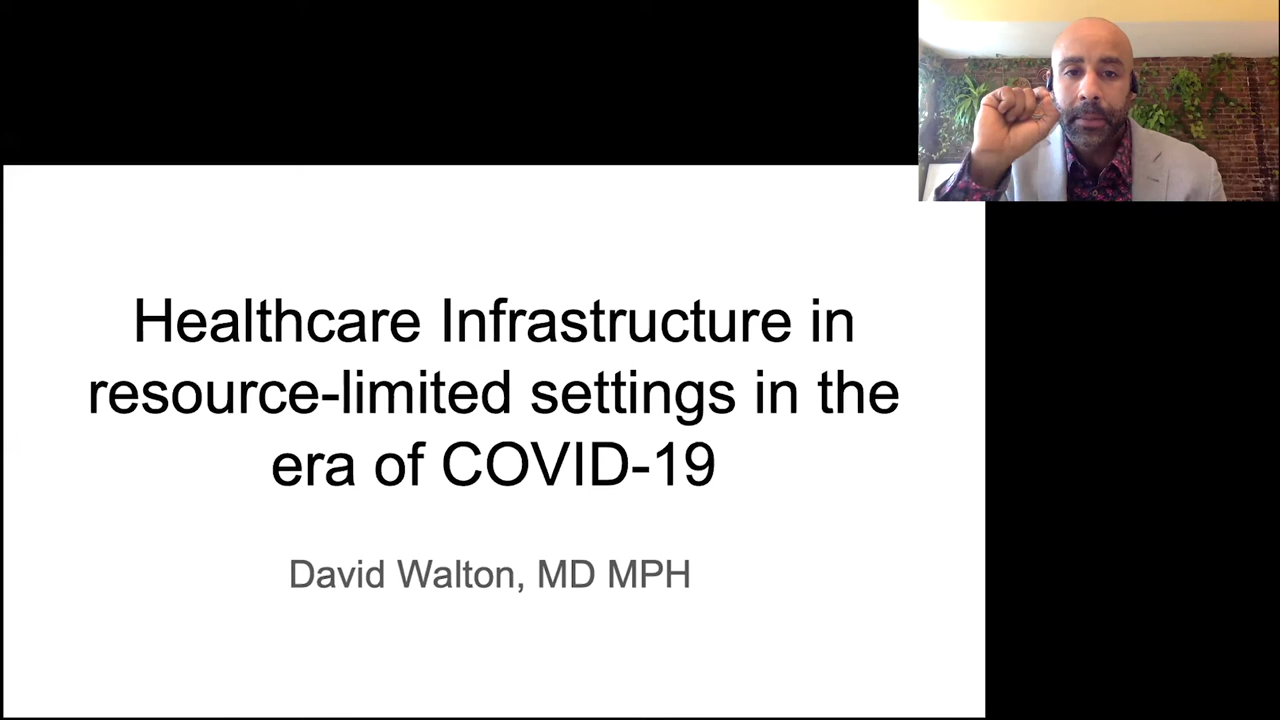 Healthcare Infrastructure in
resource-limited settings in the
era of COVID-19
David Walton, MD MPH